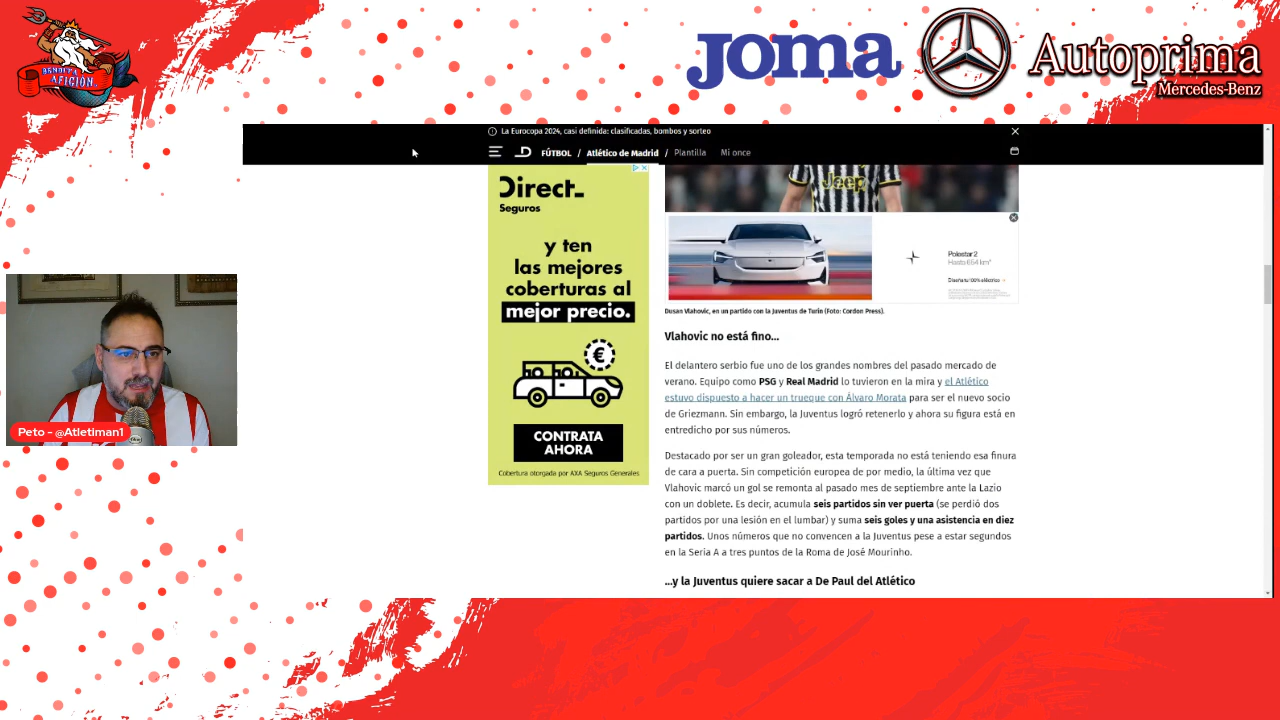 BENDITA
AFICIÓN
Joma
Autoprima
Mercedes-Benz
La Eurocopa 2024, casi definida: clasificadas, bombos y sorteo
FÚTBOL / Atlético de Madrid / Plantilla Mi once
Direct_
Seguros
y ten
las mejores
coberturas al
mejor precio.
€
CONTRATA
AHORA
Cobertura otorgada por AXA Seguros Generales
Jeep
Polestar 2
Hasta 654 km*
Diseña tu 100% eléctrico
Dusan Vlahovic, en un partido con la Juventus de Turín (Foto: Cordon Press).
Vlahovic no está fino...
El delantero serbio fue uno de los grandes nombres del pasado mercado de
verano. Equipo como PSG y Real Madrid lo tuvieron en la mira y el Atlético
estuvo dispuesto a hacer un trueque con Álvaro Morata para ser el nuevo socio
de Griezmann. Sin embargo, la Juventus logró retenerlo y ahora su figura está en
entredicho por sus números.
Destacado por ser un gran goleador, esta temporada no está teniendo esa finura
de cara a puerta. Sin competición europea de por medio, la última vez que
Vlahovic marcó un gol se remonta al pasado mes de septiembre ante la Lazio
con un doblete. Es decir, acumula seis partidos sin ver puerta (se perdió dos
partidos por una lesión en el lumbar) y suma seis goles y una asistencia en diez
partidos. Unos números que no convencen a la Juventus pese a estar segundos
en la Seria A a tres puntos de la Roma de José Mourinho.
...y la Juventus quiere sacar a De Paul del Atlético
Peto - @Atletiman1